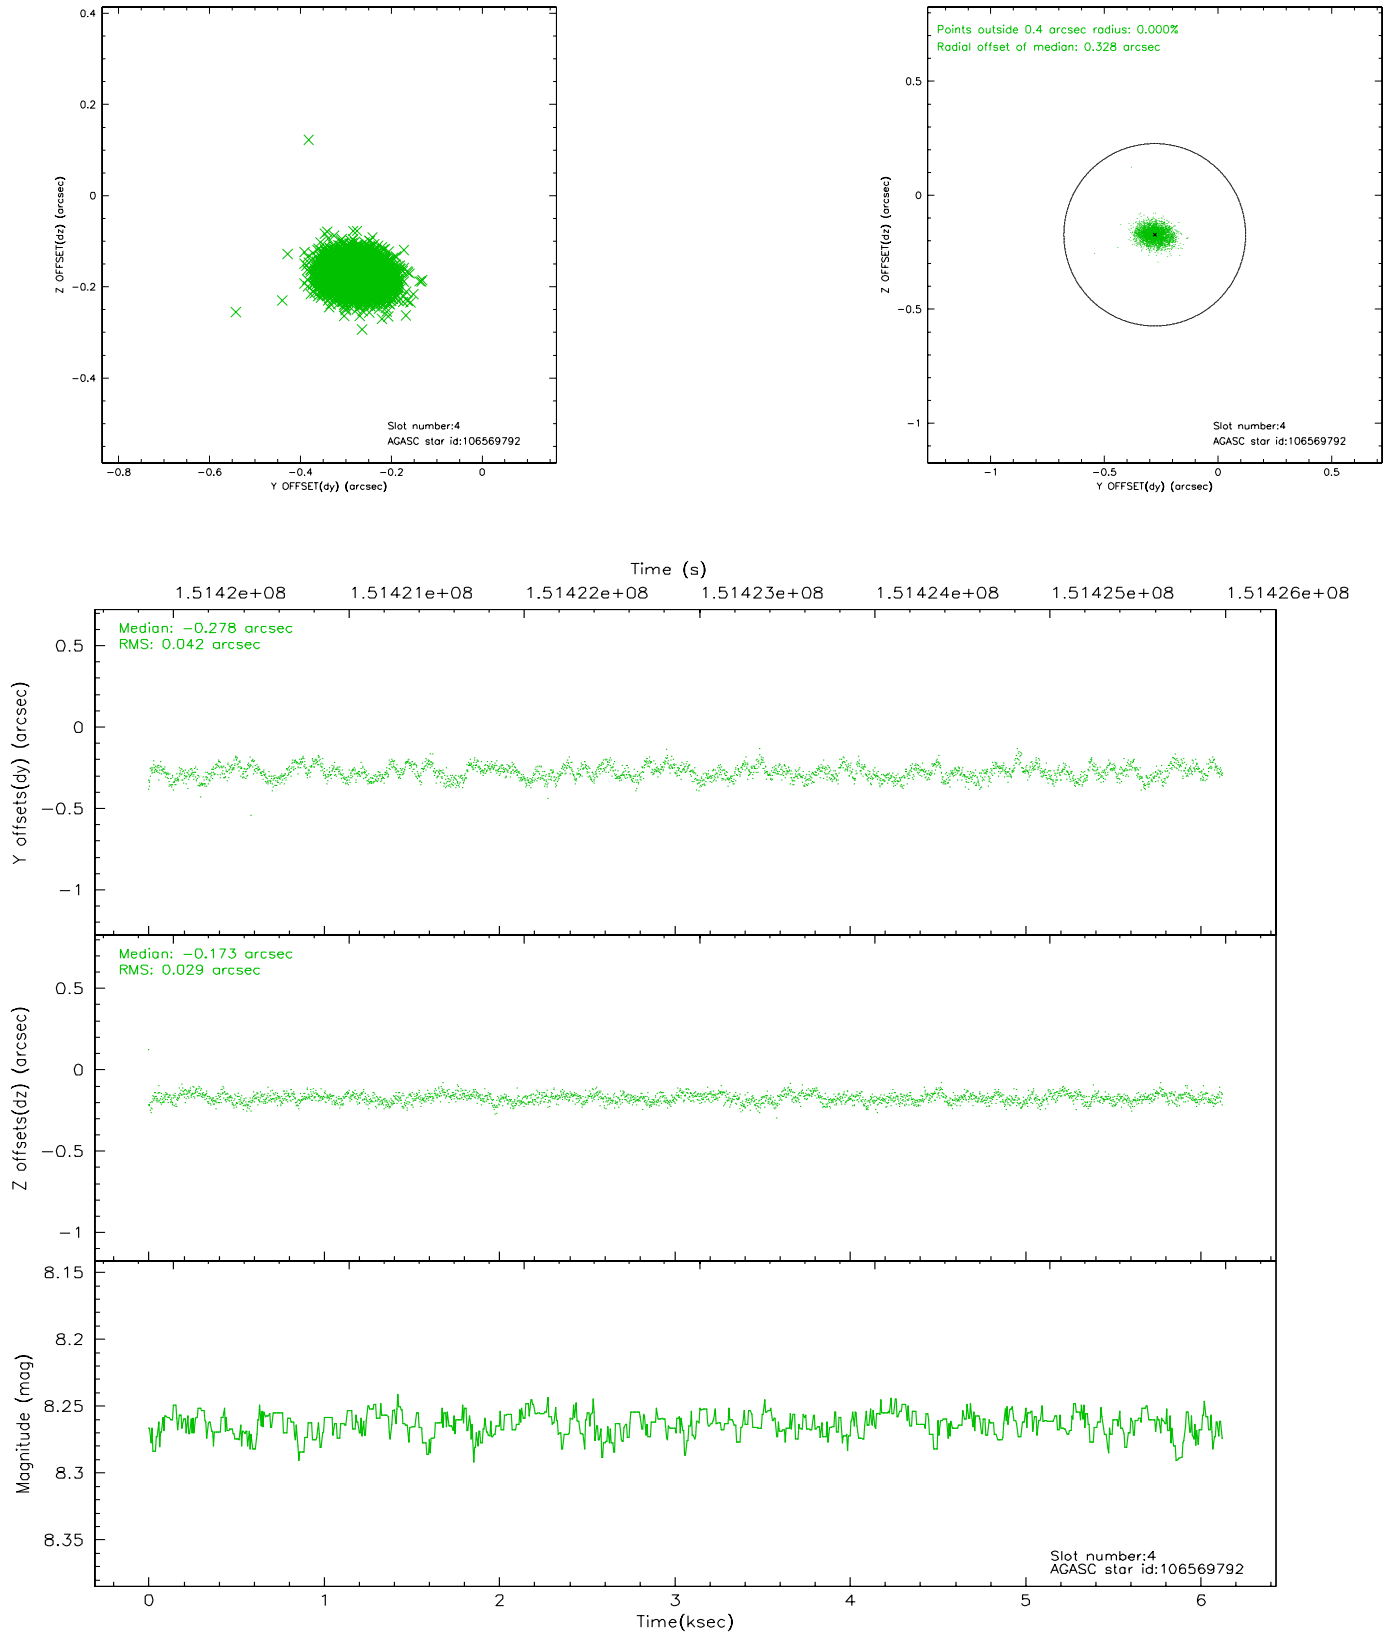 0.4
0.2
0
−0.2
−0.4
Z OFFSET(dz) (arcsec)
Slot number:4
AGASC star id:106569792
−0.8
−0.6
−0.4
−0.2
0
Y OFFSET(dy) (arcsec)
Points outside 0.4 arcsec radius: 0.000%
Radial offset of median: 0.328 arcsec
0.5
0
−0.5
−1
Z OFFSET(dz) (arcsec)
Slot number:4
AGASC star id:106569792
−1
−0.5
0
0.5
Y OFFSET(dy) (arcsec)
Time (s)
1.5142e+08
1.51421e+08
1.51422e+08
1.51423e+08
1.51424e+08
1.51425e+08
1.51426e+08
Median: −0.278 arcsec
RMS: 0.042 arcsec
0.5
0
−0.5
−1
Y offsets(dy) (arcsec)
Median: −0.173 arcsec
RMS: 0.029 arcsec
0.5
0
−0.5
−1
Z offsets(dz) (arcsec)
8.15
8.2
8.25
8.3
8.35
Magnitude (mag)
Slot number:4
AGASC star id:106569792
0
1
2
3
4
5
6
Time(ksec)